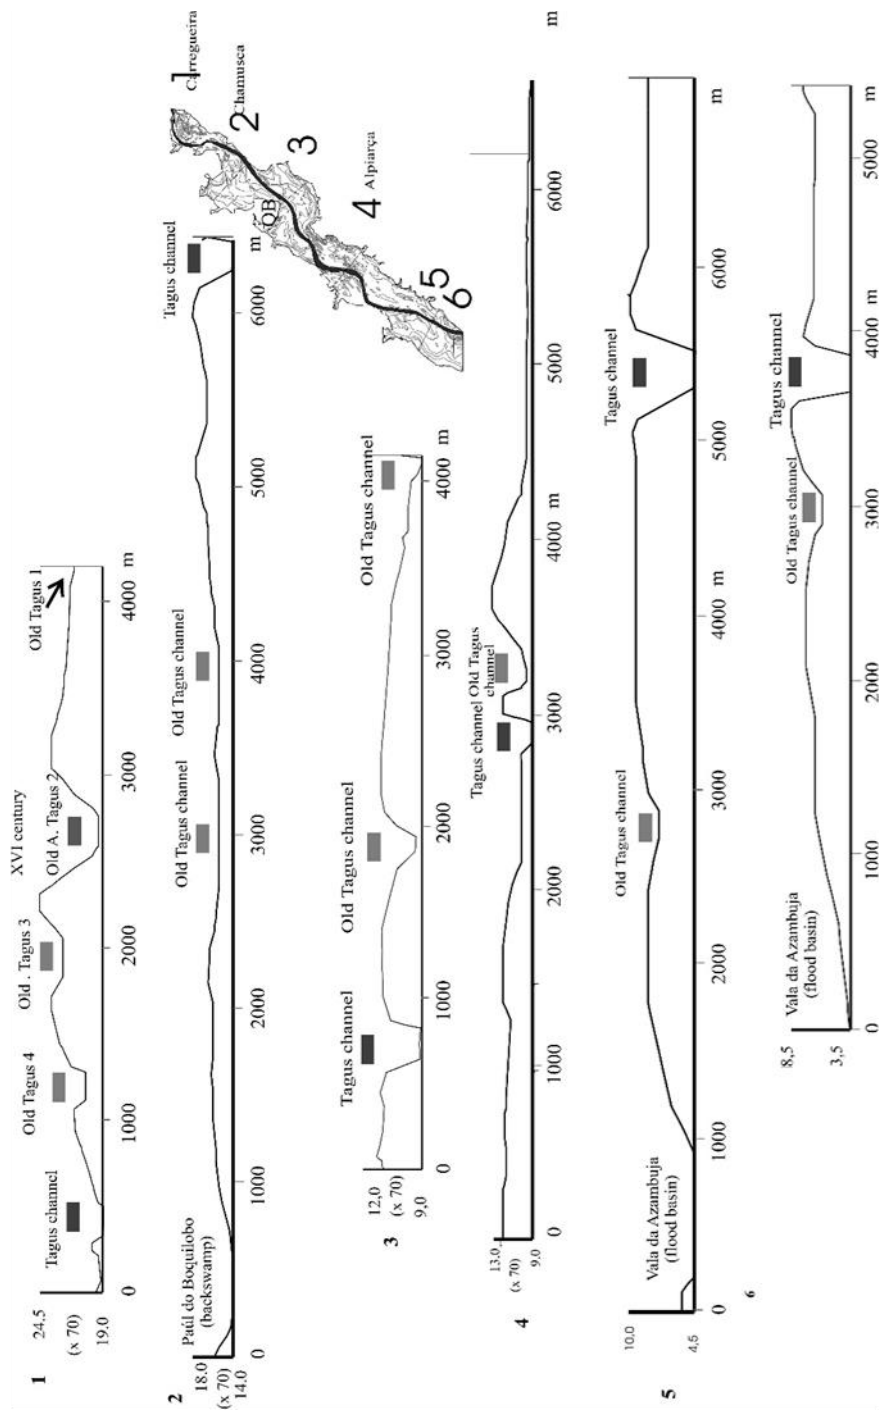 1
24.5
(x 70)
19.0
Tagus channel
Old Tagus 4
Old . Tagus 3
XVI century
Old A. Tagus 2
Old Tagus 1
0
1000
2000
3000
4000
m
2
18.0
(x 70)
14.0
Paúl do Boquilobo
(backswamp)
Old Tagus channel
Old Tagus channel
Tagus channel
0
1000
2000
3000
4000
5000
6000
m
1
Carregueira
2
Chamusca
3
QB
4
Alpiarça
5
6
3
12,0
(x 70)
9,0
Tagus channel
Old Tagus channel
Old Tagus channel
0
1000
2000
3000
4000
m
4
13.0
(x 70)
9.0
Tagus channel
Old Tagus
channel
0
1000
2000
3000
4000
m
5000
6000
m
5
10.0
4,5
Vala da Azambuja
(flood basin)
Old Tagus channel
Tagus channel
0
1000
2000
3000
4000
m
5000
6000
m
6
8,5
3,5
Vala da Azambuja
(flood basin)
Old Tagus channel
Tagus channel
0
1000
2000
3000
4000
5000